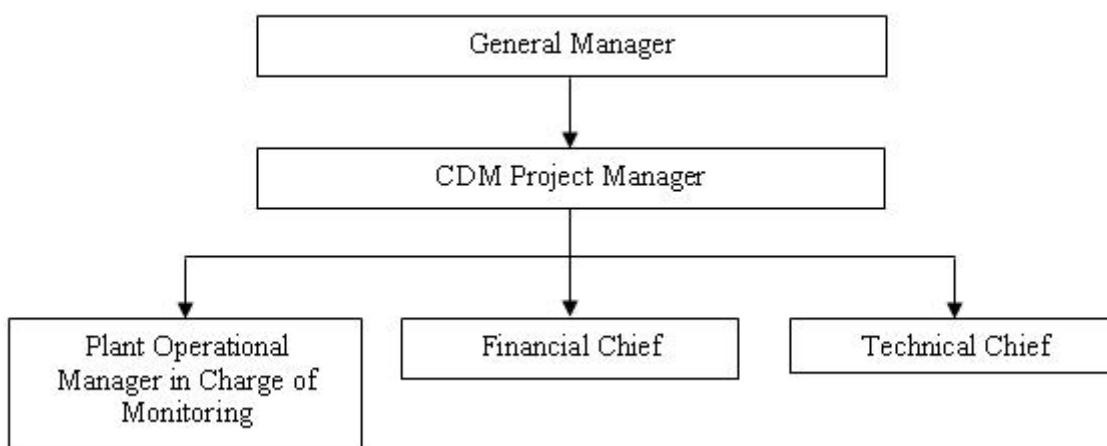 General Manager
CDM Project Manager
Plant Operational
Manager in Charge of
Monitoring
Financial Chief
Technical Chief